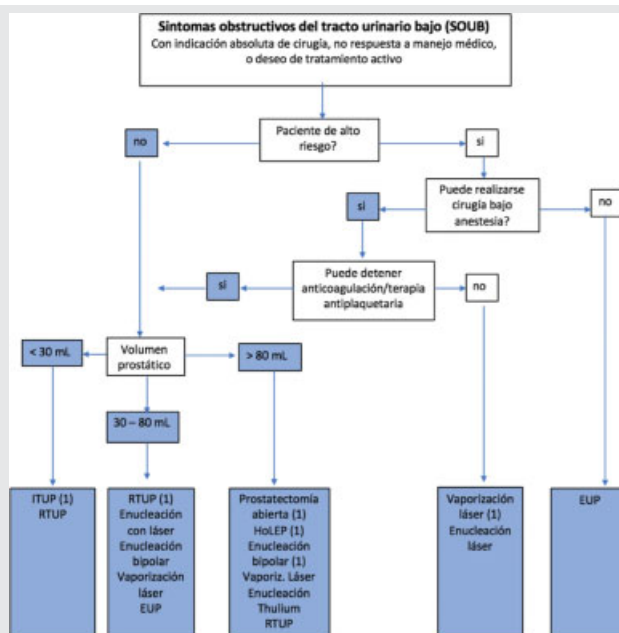 Síntomas obstructivos del tracto urinario bajo (SOUB)
Con indicación absoluta de cirugía, no respuesta a manejo médico,
o deseo de tratamiento activo
no
Paciente de alto
riesgo?
si
si
Puede realizarse
cirugía bajo
anestesia?
no
si
Puede detener
anticoagulación/terapia
antiplaquetaria
no
< 30 mL
Volumen
prostático
> 80 mL
30 – 80 mL
ITUP (1)
RTUP
RTUP (1)
Enucleación
con láser
Enucleación
bipolar
Vaporización
láser
EUP
Prostatectomía
abierta (1)
HoLEP (1)
Enucleación
bipolar (1)
Vaporiz. Láser
Enucleación
Thulium
RTUP
Vaporización
láser (1)
Enucleación
láser
EUP